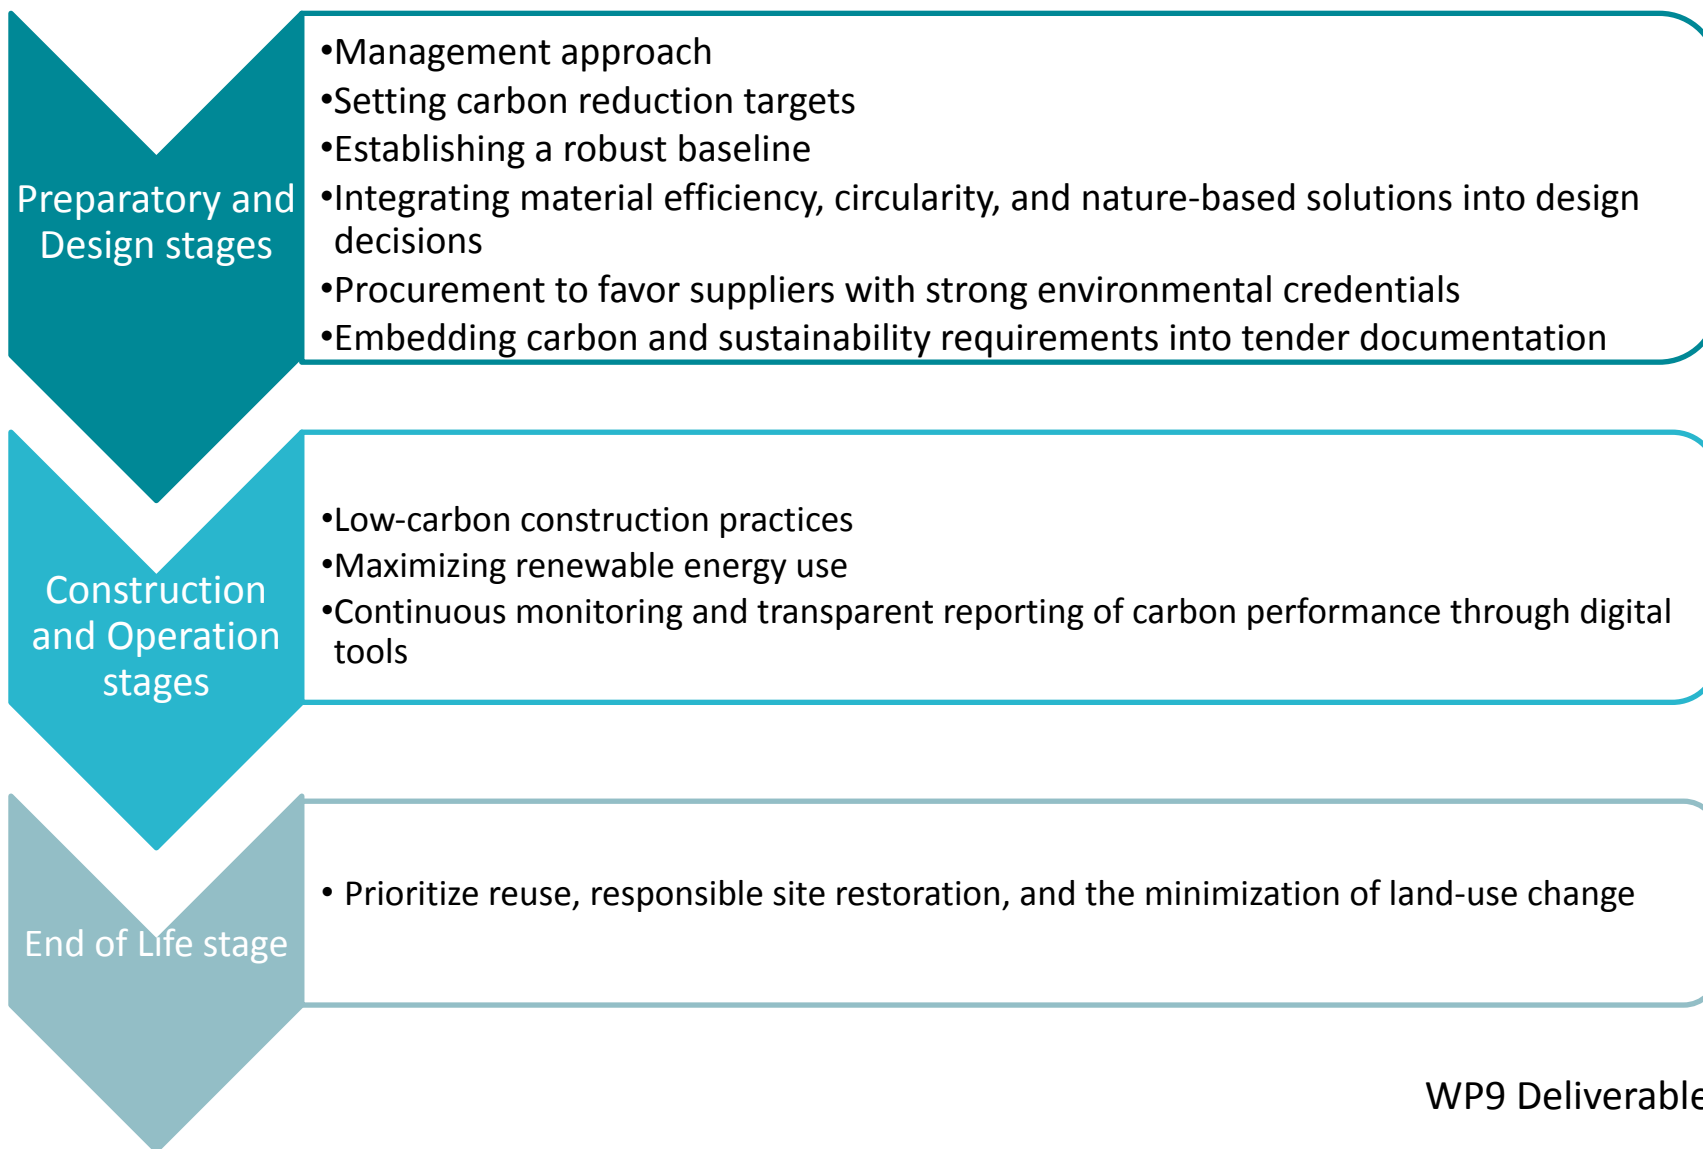 Preparatory and
Design stages
•Management approach
•Setting carbon reduction targets
•Establishing a robust baseline
•Integrating material efficiency, circularity, and nature-based solutions into design
decisions
•Procurement to favor suppliers with strong environmental credentials
•Embedding carbon and sustainability requirements into tender documentation
Construction
and Operation
stages
•Low-carbon construction practices
•Maximizing renewable energy use
•Continuous monitoring and transparent reporting of carbon performance through digital
tools
End of Life stage
• Prioritize reuse, responsible site restoration, and the minimization of land-use change
WP9 Deliverable